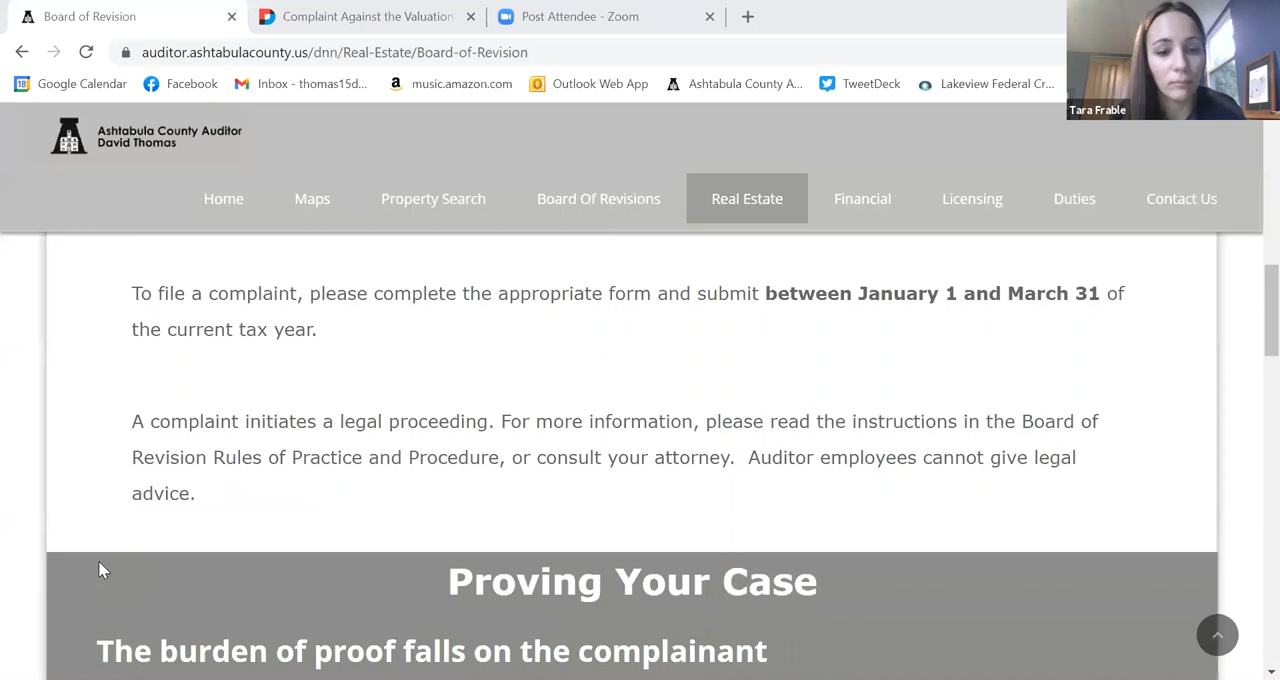 Board of Revision
Complaint Against the Valuation
Post Attendee - Zoom
auditor.ashtabulacounty.us/dnn/Real-Estate/Board-of-Revision
18
Google Calendar
Facebook
Inbox - thomas15d...
music.amazon.com
Outlook Web App
Ashtabula County A...
TweetDeck
Lakeview Federal Cr...
Tara Frable
Ashtabula County Auditor
David Thomas
Home
Maps
Property Search
Board Of Revisions
Real Estate
Financial
Licensing
Duties
Contact Us
To file a complaint, please complete the appropriate form and submit between January 1 and March 31 of
the current tax year.
A complaint initiates a legal proceeding. For more information, please read the instructions in the Board of
Revision Rules of Practice and Procedure, or consult your attorney.  Auditor employees cannot give legal
advice.
Proving Your Case
The burden of proof falls on the complainant